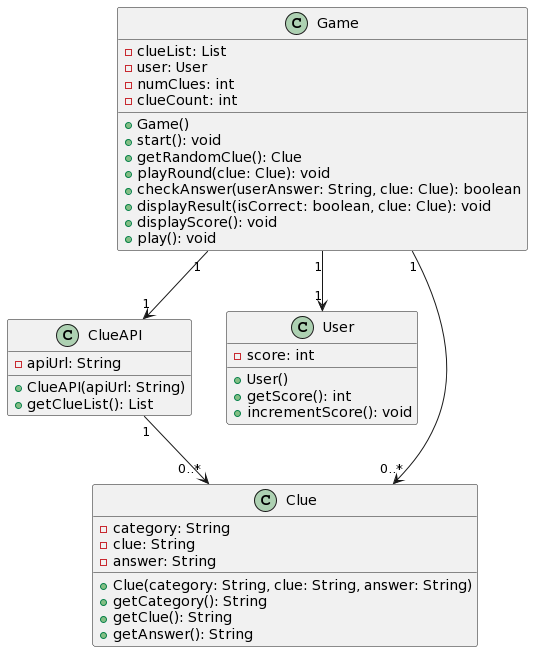 C Game
clueList: List
user: User
numClues: int
clueCount: int
Game()
start(): void
getRandomClue(): Clue
playRound(clue: Clue): void
checkAnswer(userAnswer: String, clue: Clue): boolean
displayResult(isCorrect: boolean, clue: Clue): void
displayScore(): void
play(): void
1 1 1
1 1
C ClueAPI
apiUrl: String
ClueAPI(apiUrl: String)
getClueList(): List
C User
score: int
User()
getScore(): int
incrementScore(): void
1
0..* 0..*
C Clue
category: String
clue: String
answer: String
Clue(category: String, clue: String, answer: String)
getCategory(): String
getClue(): String
getAnswer(): String